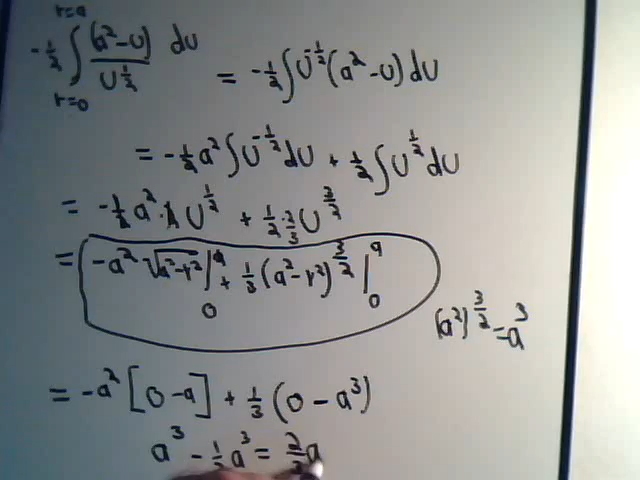 r=a
-1/2 ∫ (a²-u)/u^(1/2) du = -1/2 ∫ u^(-1/2) (a²-u) du
r=0
= -1/2 a² ∫ u^(-1/2) du + 1/2 ∫ u^(1/2) du
= -1/2 a² · 2 u^(1/2) + 1/2 · 2/3 u^(3/2)
= -a² √(a²-r²) |₀^a + 1/3 (a²-r²)^(3/2) |₀^a
(a²)^(3/2) = a³
= -a² [0-a] + 1/3 (0-a³)
a³ - 1/3 a³ = 2/3 a